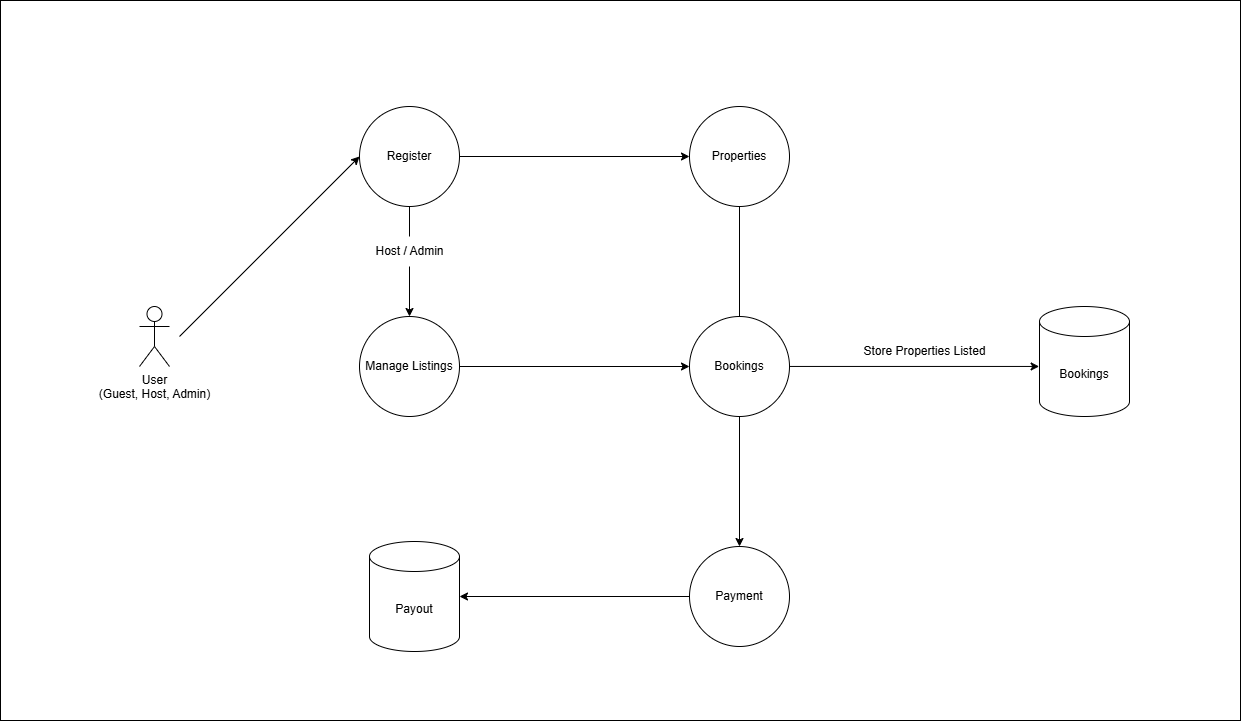 Register
Properties
Host / Admin
User
(Guest, Host, Admin)
Manage Listings
Bookings
Store Properties Listed
Bookings
Payout
Payment